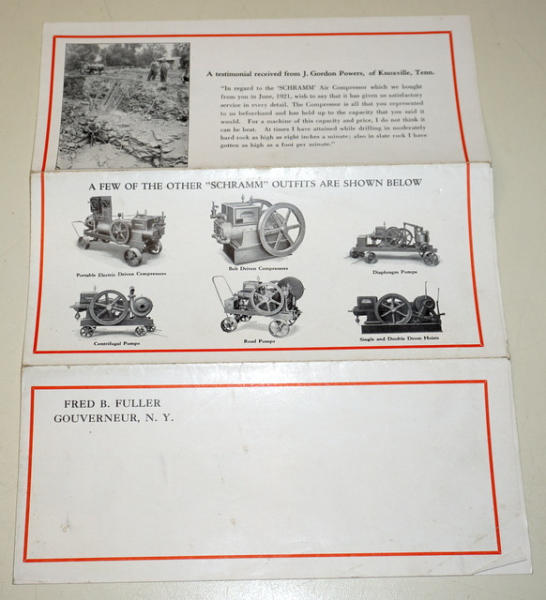 A testimonial received from J. Gordon Powers, of Knoxville, Tenn.
"In regard to the 'SCHRAMM' Air Compressor which we bought
from you in June, 1921, wish to say that it has given us satisfactory
service in every detail. The Compressor is all that you represented
to us beforehand and has held up to the capacity that you said it
would. For a machine of this capacity and price, I do not think it
can be beat. At times I have attained while drilling in moderately
hard rock as high as eight inches a minute; also in slate rock I have
gotten as high as a foot per minute."
A FEW OF THE OTHER "SCHRAMM" OUTFITS ARE SHOWN BELOW
Portable Electric Driven Compressors
Belt Driven Compressors
Diaphragm Pumps
Centrifugal Pumps
Road Pumps
Single and Double Drum Hoists
FRED B. FULLER
GOUVERNEUR, N. Y.